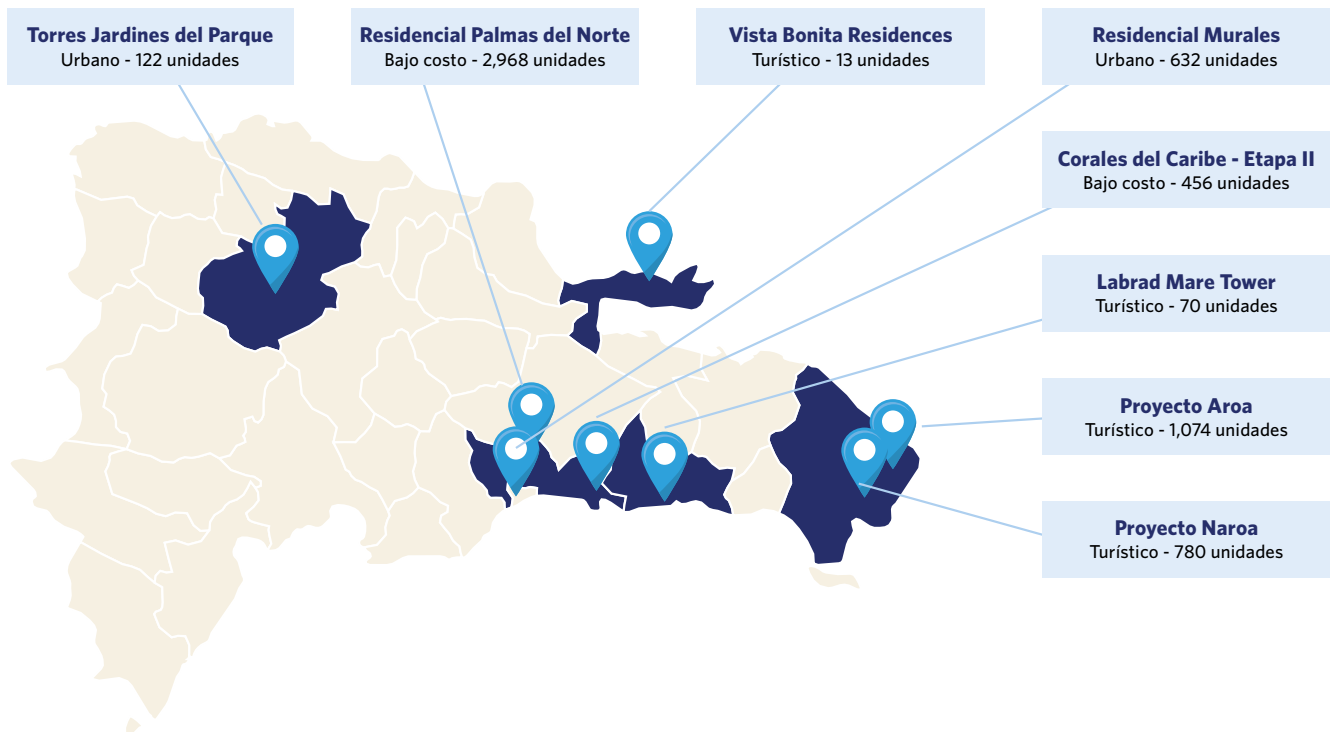 Torres Jardines del Parque
Urbano - 122 unidades
Residencial Palmas del Norte
Bajo costo - 2,968 unidades
Vista Bonita Residences
Turístico - 13 unidades
Residencial Murales
Urbano - 632 unidades
Corales del Caribe - Etapa II
Bajo costo - 456 unidades
Labrad Mare Tower
Turístico - 70 unidades
Proyecto Aroa
Turístico - 1,074 unidades
Proyecto Naroa
Turístico - 780 unidades